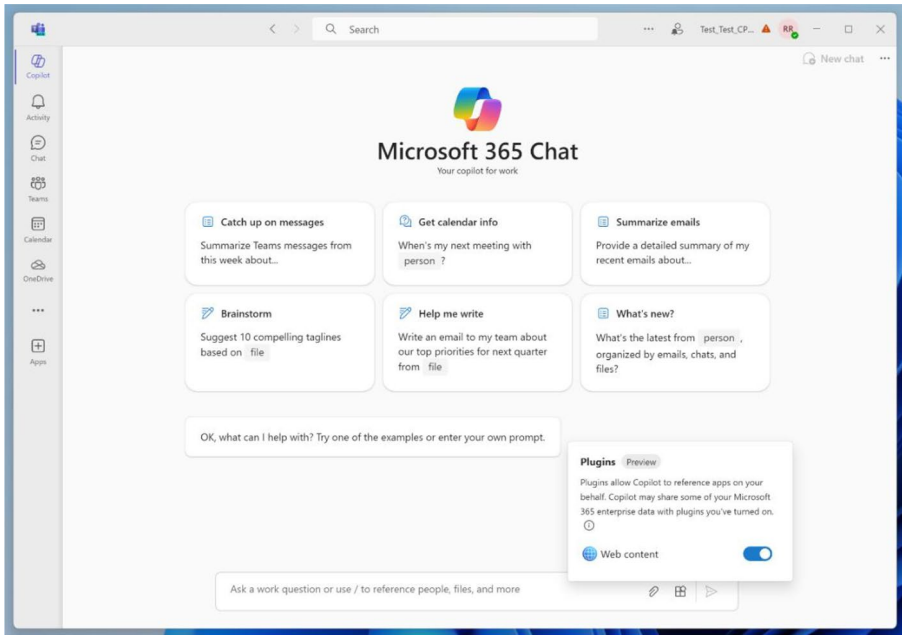 Search
Test_Test_CP...
RR
Copilot
Activity
Chat
Teams
Calendar
OneDrive
Apps
New chat
Microsoft 365 Chat
Your copilot for work
Catch up on messages
Summarize Teams messages from
this week about...
Get calendar info
When's my next meeting with
person ?
Summarize emails
Provide a detailed summary of my
recent emails about...
Brainstorm
Suggest 10 compelling taglines
based on file
Help me write
Write an email to my team about
our top priorities for next quarter
from file
What's new?
What's the latest from person ,
organized by emails, chats, and
files?
OK, what can I help with? Try one of the examples or enter your own prompt.
Plugins Preview
Plugins allow Copilot to reference apps on your
behalf. Copilot may share some of your Microsoft
365 enterprise data with plugins you've turned on.
Web content
Ask a work question or use / to reference people, files, and more